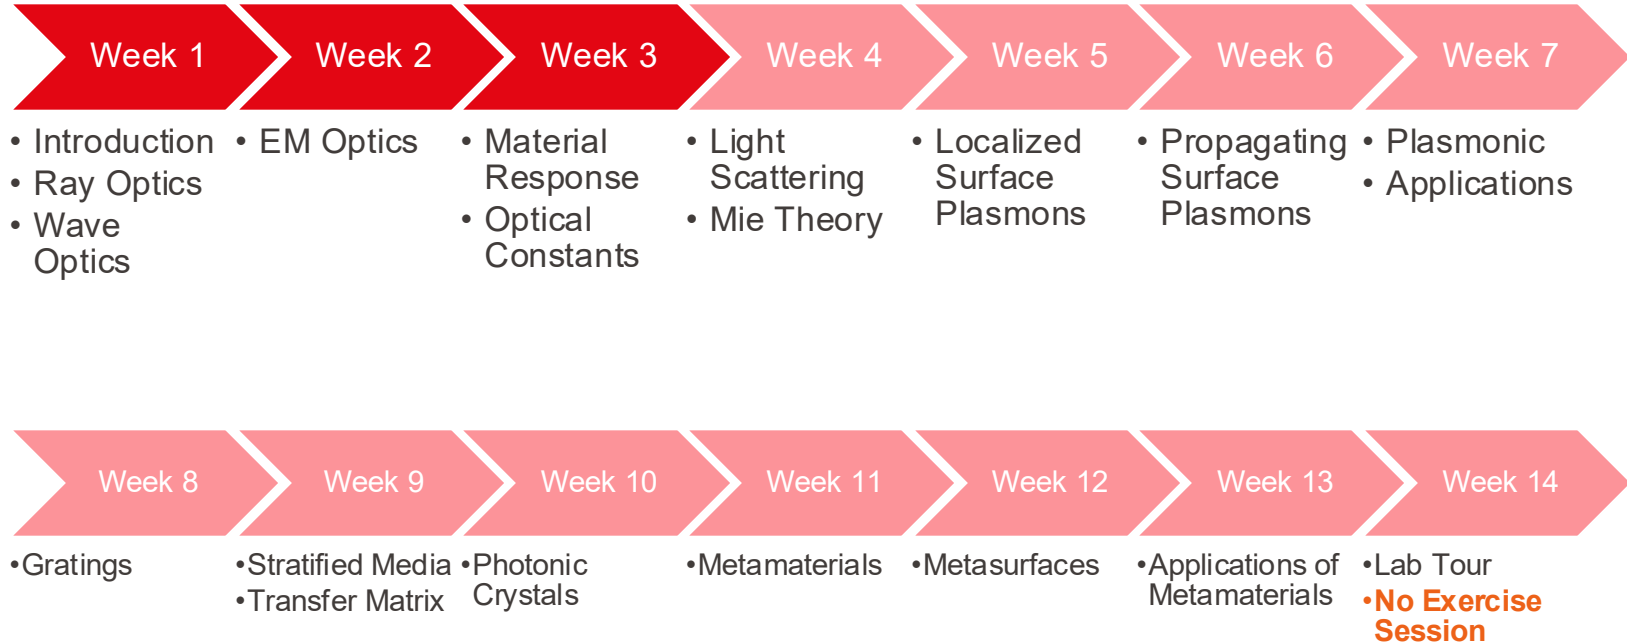 Week 1
Week 2
Week 3
Week 4
Week 5
Week 6
Week 7
• Introduction
• Ray Optics
• Wave
Optics
• EM Optics
• Material
Response
• Optical
Constants
• Light
Scattering
• Mie Theory
• Localized
Surface
Plasmons
• Propagating
Surface
Plasmons
• Plasmonic
• Applications
Week 8
Week 9
Week 10
Week 11
Week 12
Week 13
Week 14
•Gratings
•Stratified Media
•Transfer Matrix
•Photonic
Crystals
•Metamaterials
•Metasurfaces
•Applications of
Metamaterials
•Lab Tour
•No Exercise
Session